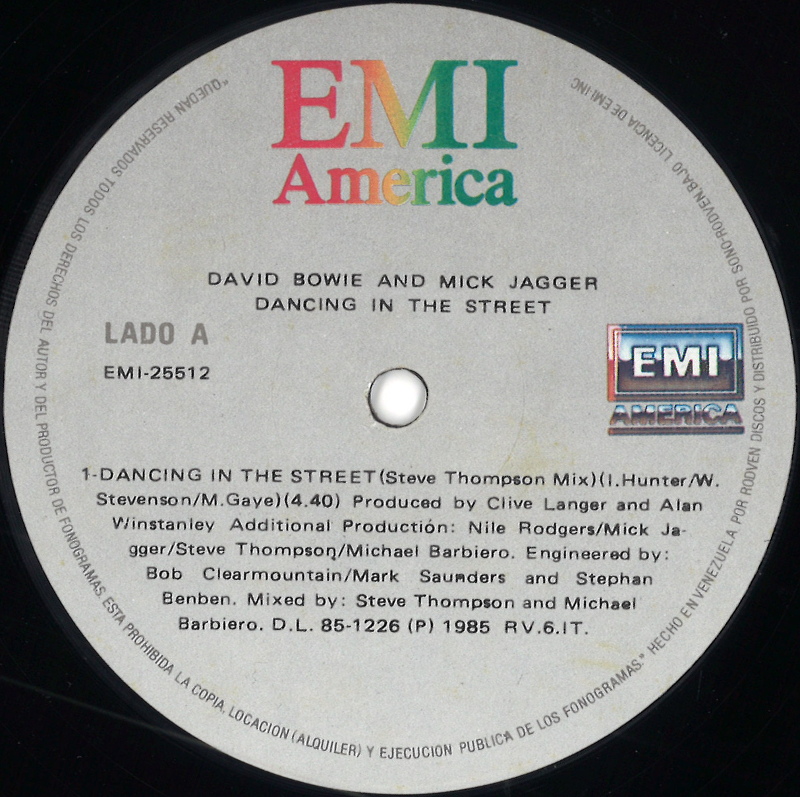 EMI
America
DAVID BOWIE AND MICK JAGGER
DANCING IN THE STREET
LADO A
EMI-25512
EMI
AMERICA
1-DANCING IN THE STREET(Steve Thompson Mix)(I.Hunter/W.
Stevenson/M.Gaye)(4.40) Produced by Clive Langer and Alan
Winstanley Additional Productión: Nile Rodgers/Mick Ja-
gger/Steve Thompson/Michael Barbiero. Engineered by:
Bob Clearmountain/Mark Saunders and Stephan
Benben. Mixed by: Steve Thompson and Michael
Barbiero. D.L. 85-1226 (P) 1985 RV.6.IT.
"QUEDAN RESERVADOS TODOS LOS DERECHOS DEL AUTOR Y DEL PRODUCTOR DE FONOGRAMAS. ESTA PROHIBIDA LA COPIA, LOCACION (ALQUILER) Y EJECUCION PUBLICA DE LOS FONOGRAMAS." HECHO EN VENEZUELA POR RODVEN DISCOS Y DISTRIBUIDO POR SONO-RODVEN BAJO LICENCIA DE EMI-INC